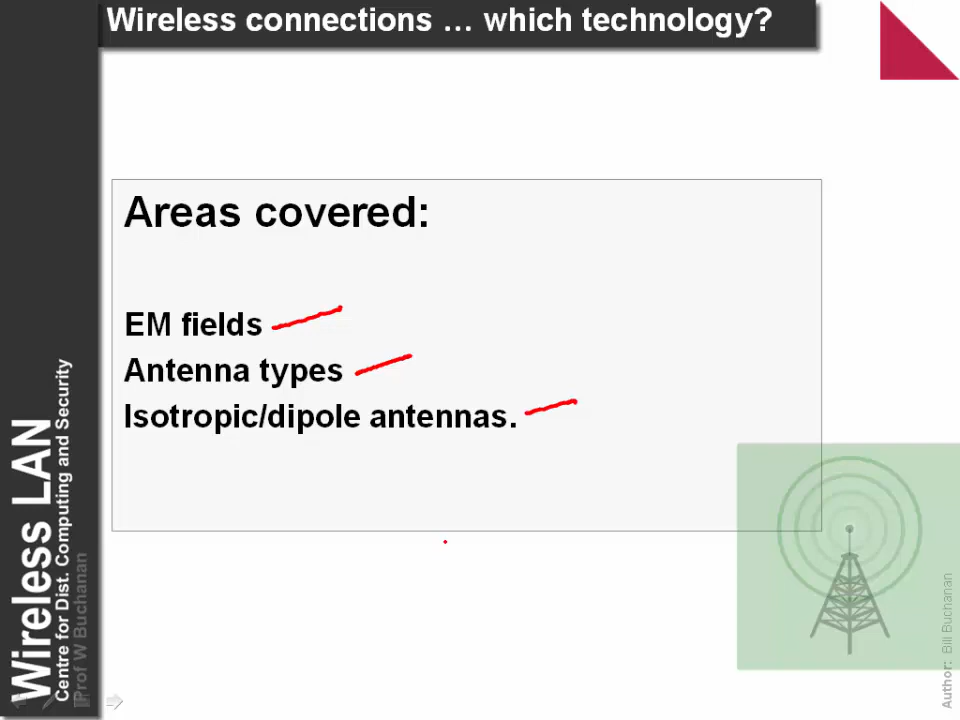 Wireless connections … which technology?
Areas covered:
EM fields
Antenna types
Isotropic/dipole antennas.
Wireless LAN
Centre for Dist. Computing and Security
Prof W Buchanan
Author: Bill Buchanan